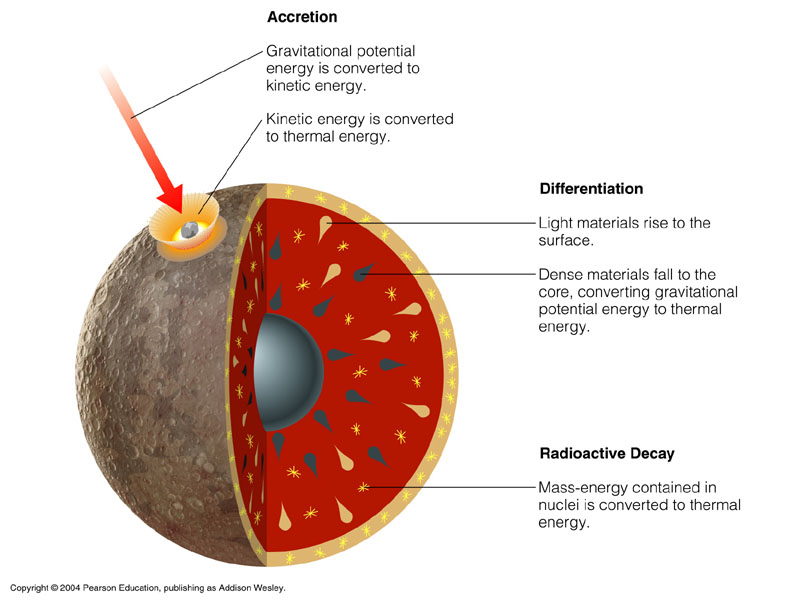 Accretion
Gravitational potential
energy is converted to
kinetic energy.
Kinetic energy is converted
to thermal energy.
Differentiation
Light materials rise to the
surface.
Dense materials fall to the
core, converting gravitational
potential energy to thermal
energy.
Radioactive Decay
Mass-energy contained in
nuclei is converted to thermal
energy.
Copyright © 2004 Pearson Education, publishing as Addison Wesley.